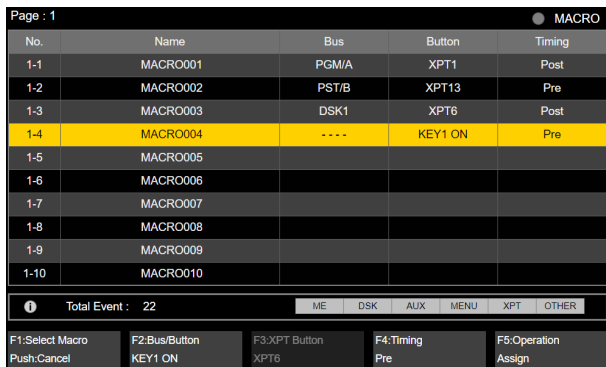 Page : 1 MACRO
No. Name Bus Button Timing
1-1 MACRO001 PGM/A XPT1 Post
1-2 MACRO002 PST/B XPT13 Pre
1-3 MACRO003 DSK1 XPT6 Post
1-4 MACRO004 - - - - KEY1 ON Pre
1-5 MACRO005
1-6 MACRO006
1-7 MACRO007
1-8 MACRO008
1-9 MACRO009
1-10 MACRO010
i Total Event : 22 ME DSK AUX MENU XPT OTHER
F1:Select Macro F2:Bus/Button F3:XPT Button F4:Timing F5:Operation
Push:Cancel KEY1 ON XPT6 Pre Assign